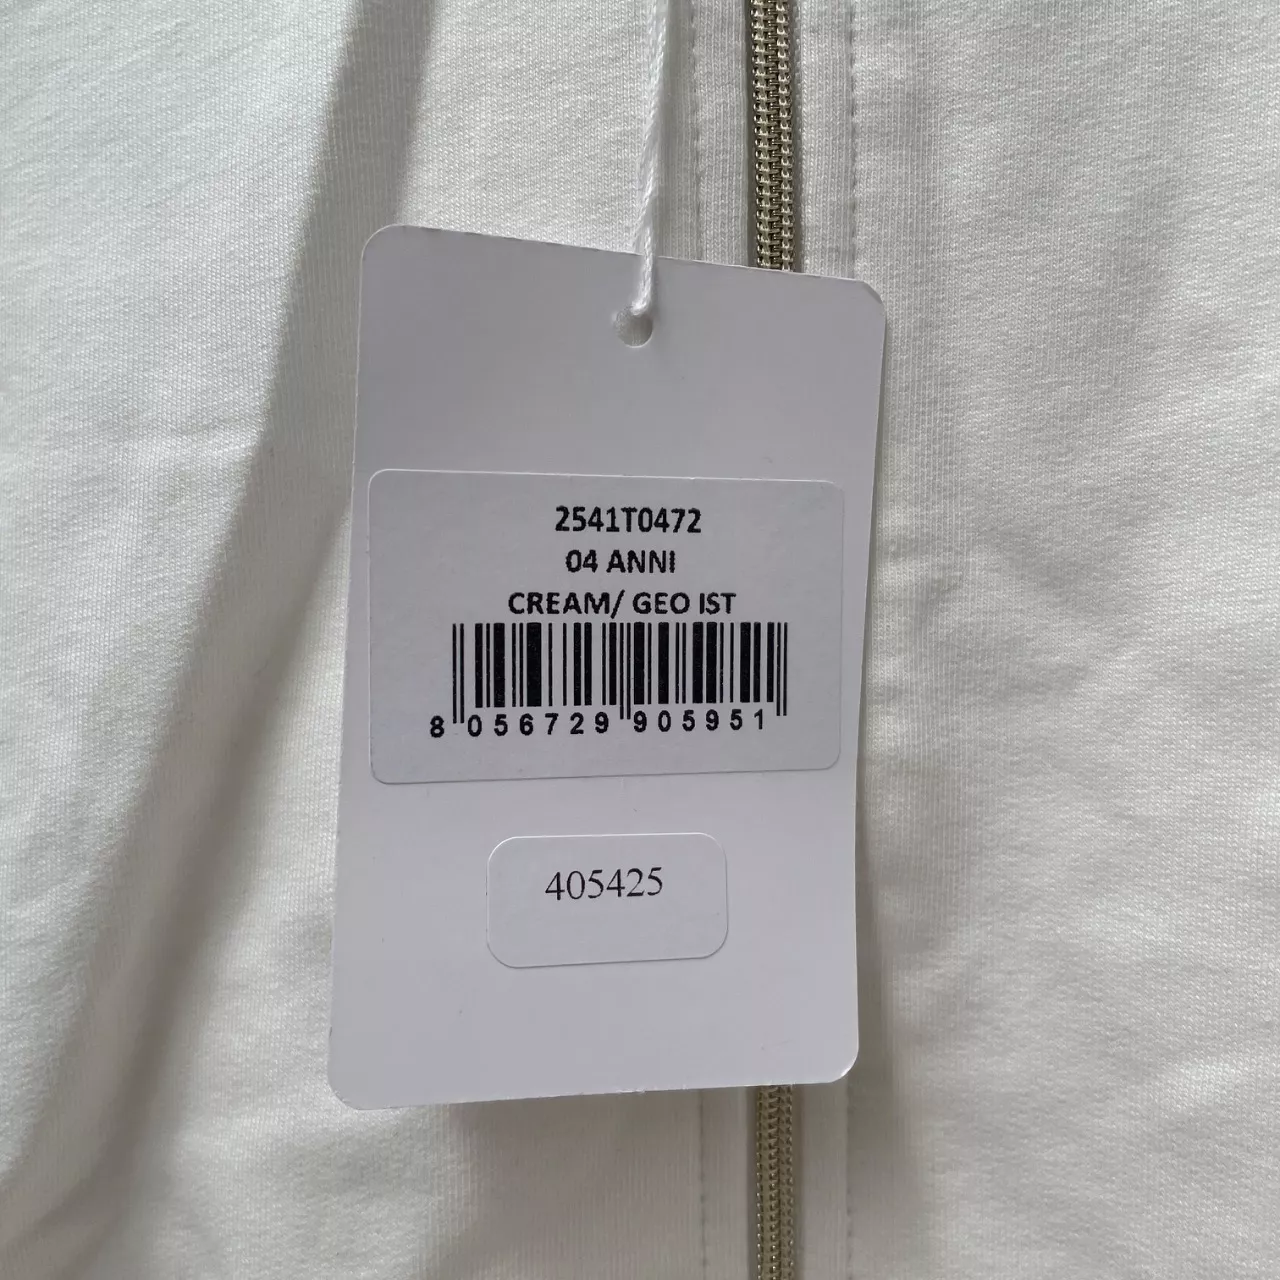 2541T0472
04 ANNI
CREAM/ GEO IST
8 056729 905951
405425